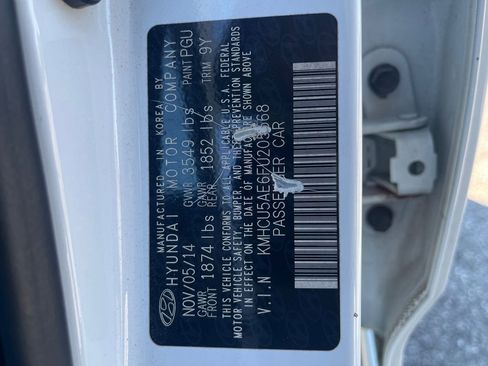 MANUFACTURED IN KOREA BY
HYUNDAI MOTOR COMPANY
NOV/05/14 GVWR 3549 lbs PAINT PGU
GAWR FRONT 1874 lbs GAWR REAR 1852 lbs TRIM 9Y
THIS VEHICLE CONFORMS TO ALL APPLICABLE U.S.A. FEDERAL
MOTOR VEHICLE SAFETY, BUMPER, AND THEFT PREVENTION STANDARDS
IN EFFECT ON THE DATE OF MANUFACTURE SHOWN ABOVE
V.I.N
PASSENGER CAR